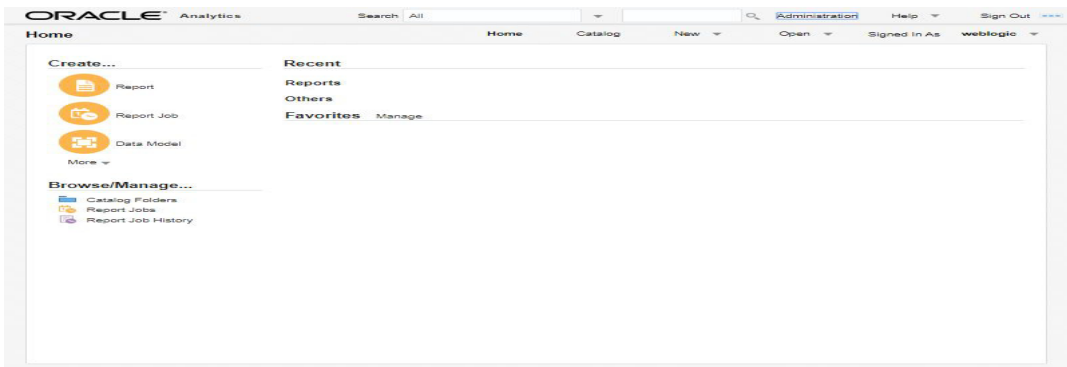 ORACLE Analytics Search All Administration Help Sign Out
Home Home Catalog New Open Signed In As weblogic
Create...
Report
Report Job
Data Model
More
Browse/Manage...
Catalog Folders
Report Jobs
Report Job History
Recent
Reports
Others
Favorites Manage